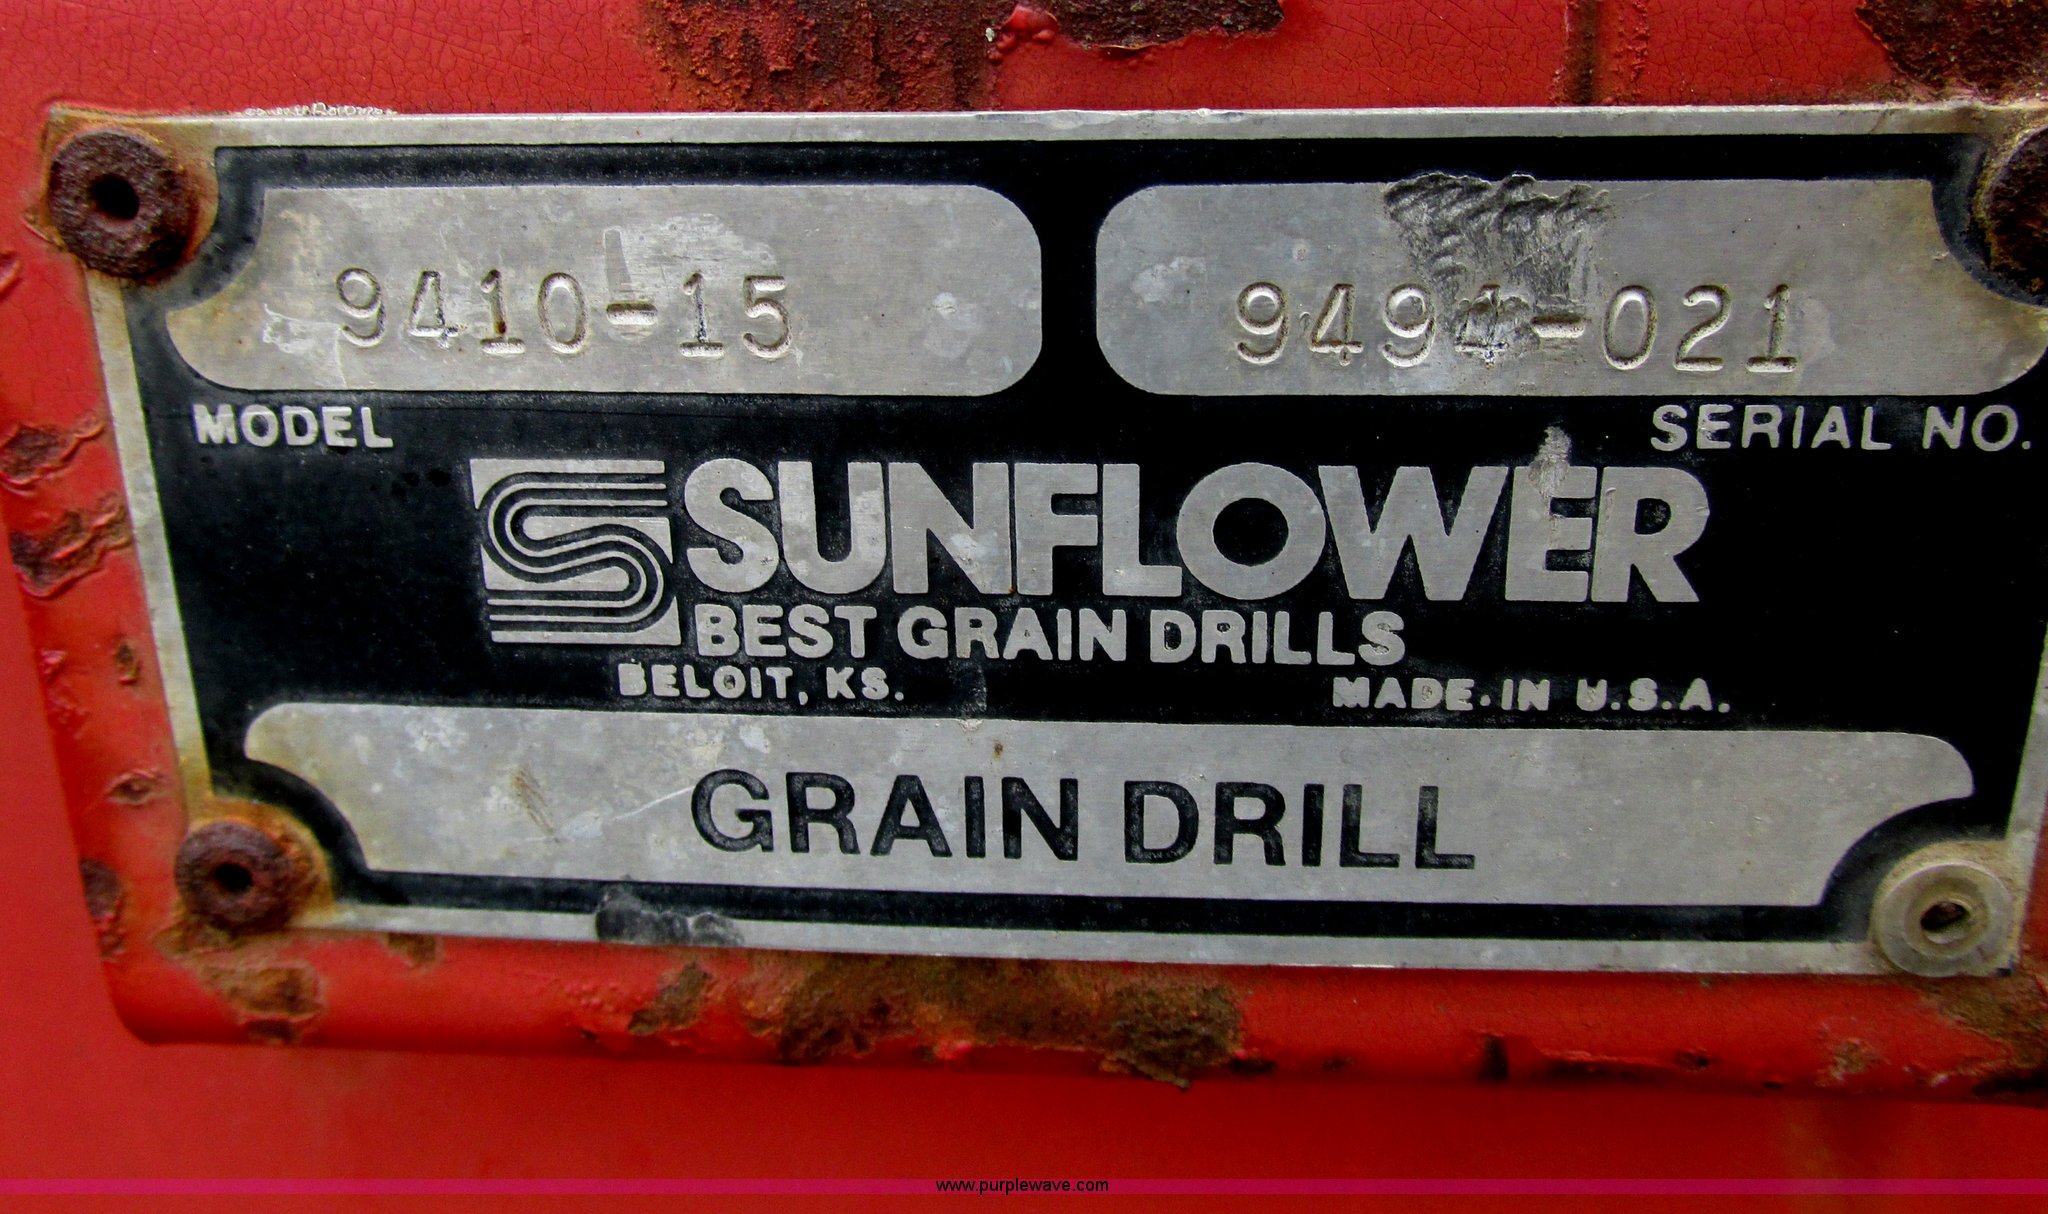 9410-15 9494-021
MODEL SERIAL NO.
SUNFLOWER
BEST GRAIN DRILLS
BELOIT, KS. MADE IN U.S.A.
GRAIN DRILL
www.purplewave.com